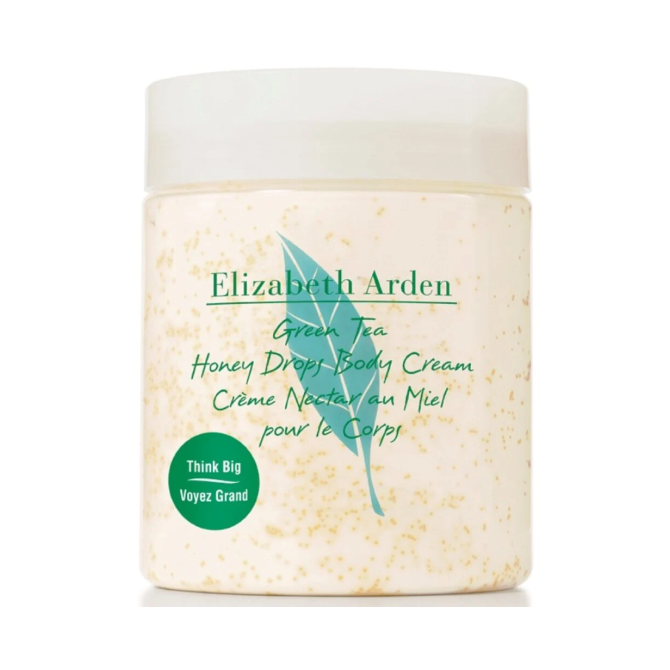 Elizabeth Arden
Green Tea
Honey Drops Body Cream
Crème Nectar au Miel
pour le Corps
Think Big
Voyez Grand